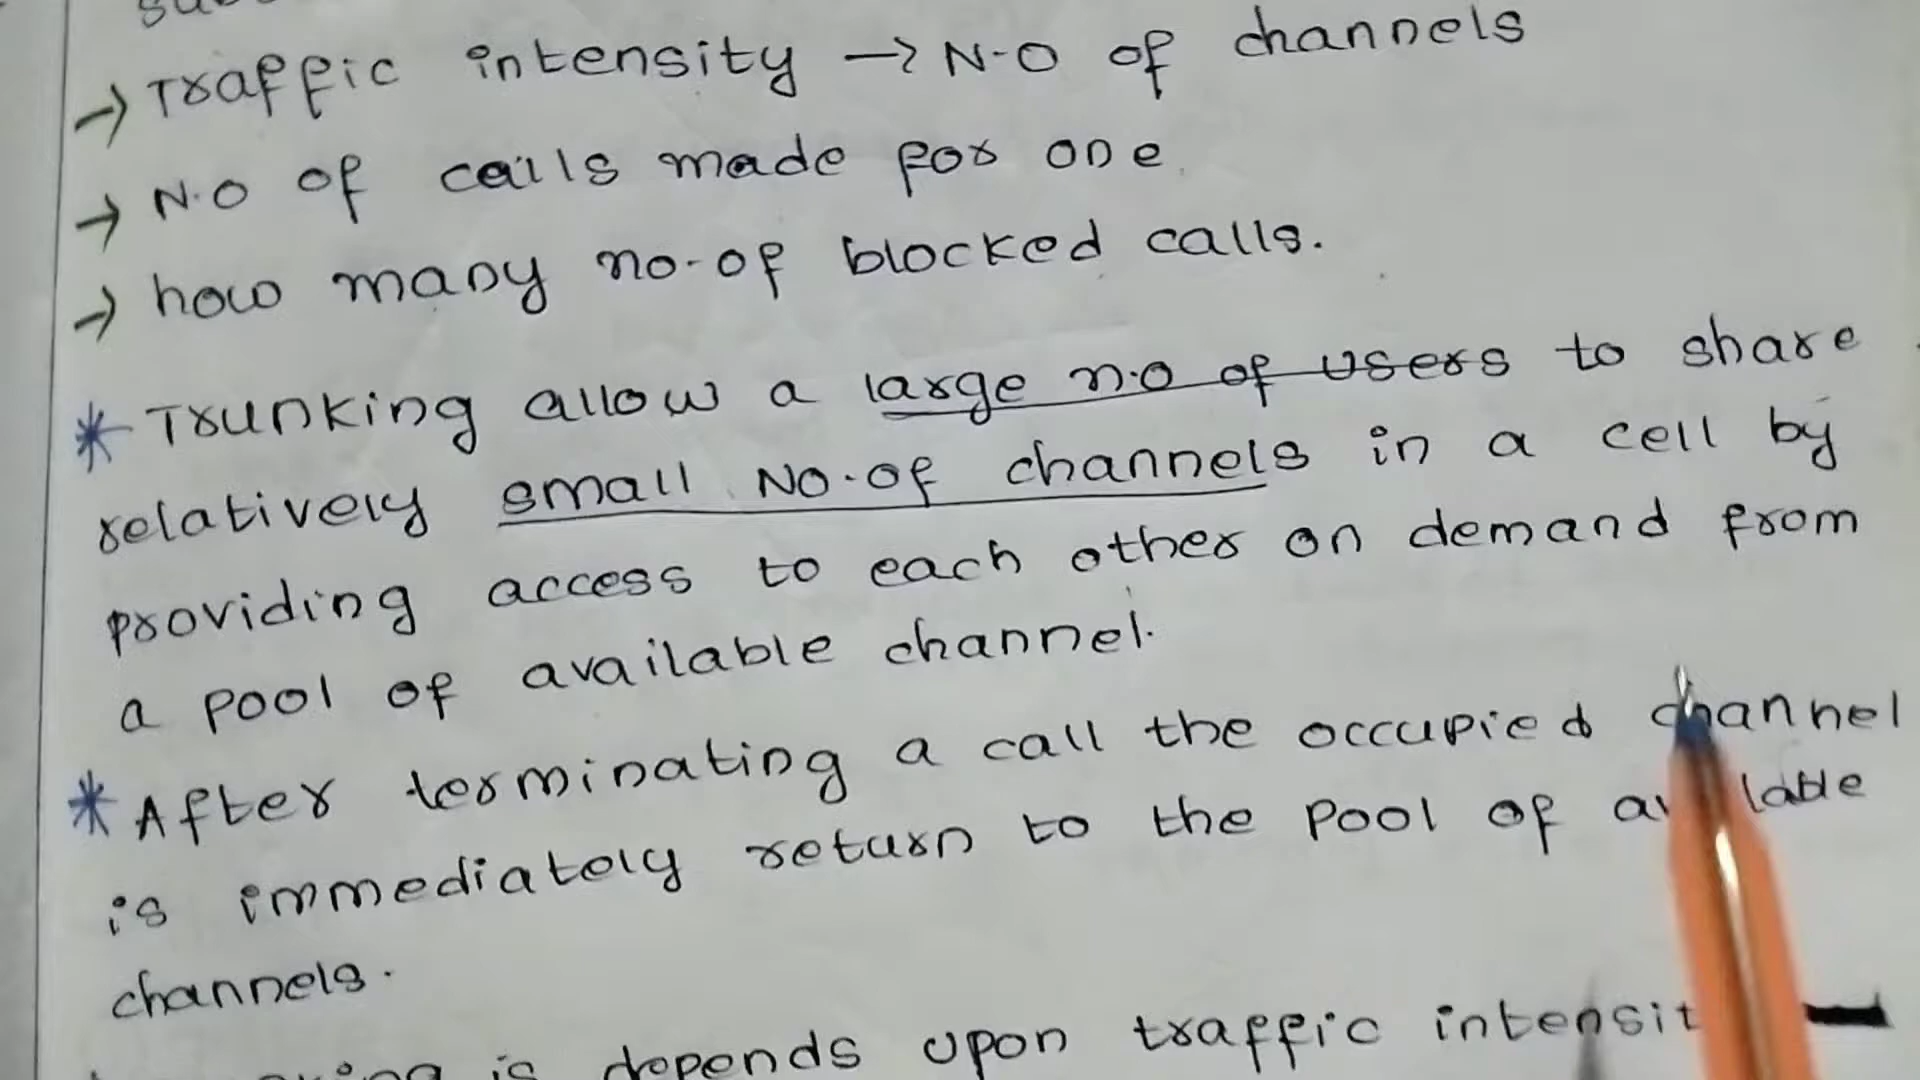 → Traffic intensity → N.O of channels
→ N.O of calls made for one
→ how many no.of blocked calls.
* Trunking allow a large n.o of users to share
relatively small No.of channels in a cell by
providing access to each other on demand from
a pool of available channel.
* After terminating a call the occupied channel
is immediately return to the pool of available
channels.
is depends upon traffic